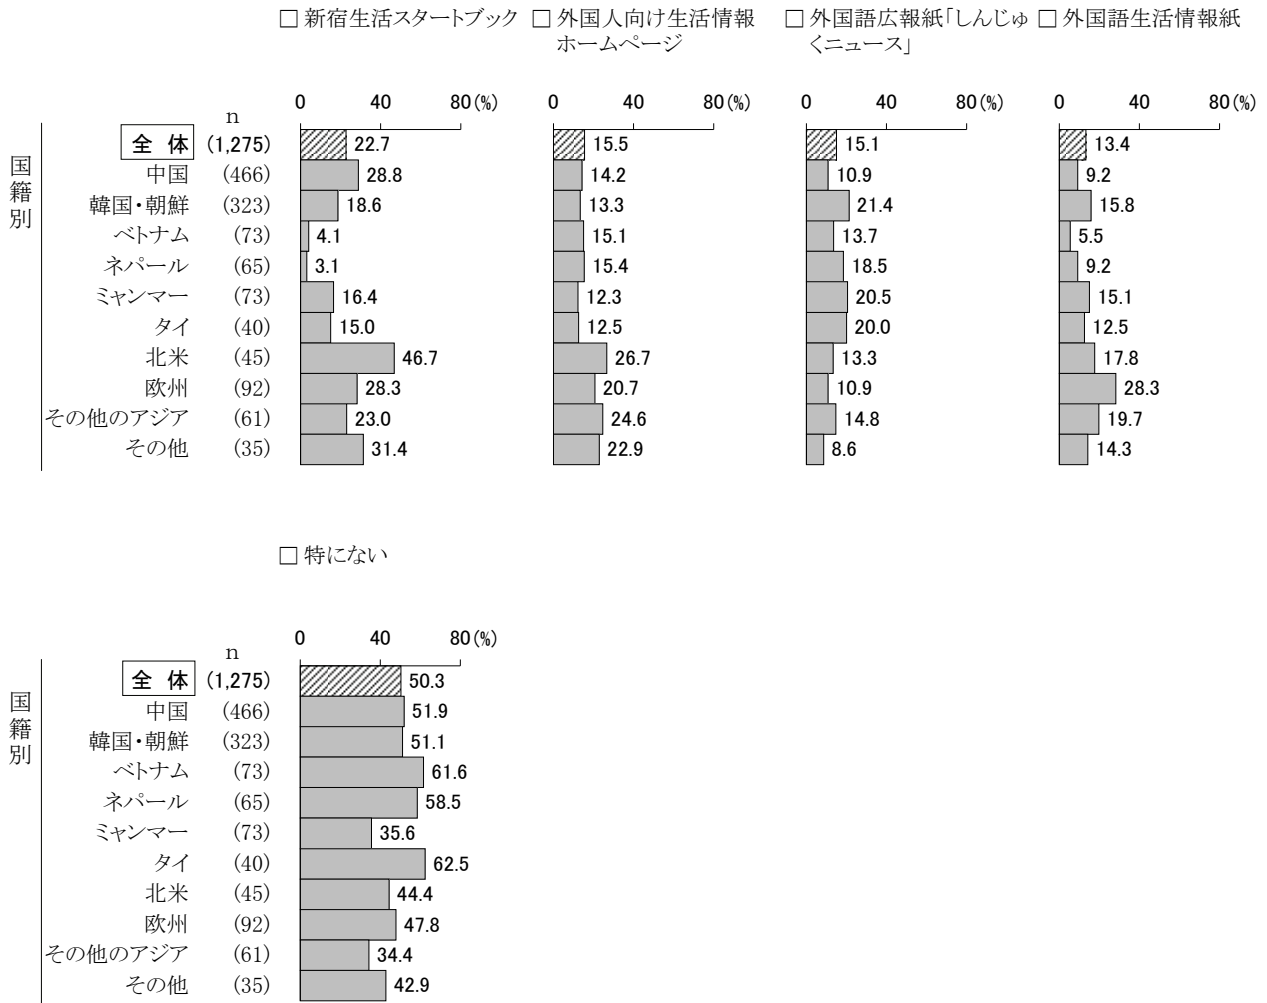 □ 新宿生活スタートブック □ 外国人向け生活情報ホームページ □ 外国語広報紙「しんじゅくニュース」 □ 外国語生活情報紙
0 40 80(%) 0 40 80(%) 0 40 80(%) 0 40 80(%)
n
国籍別
全 体 (1,275) 22.7 15.5 15.1 13.4
中国 (466) 28.8 14.2 10.9 9.2
韓国・朝鮮 (323) 18.6 13.3 21.4 15.8
ベトナム (73) 4.1 15.1 13.7 5.5
ネパール (65) 3.1 15.4 18.5 9.2
ミャンマー (73) 16.4 12.3 20.5 15.1
タイ (40) 15.0 12.5 20.0 12.5
北米 (45) 46.7 26.7 13.3 17.8
欧州 (92) 28.3 20.7 10.9 28.3
その他のアジア (61) 23.0 24.6 14.8 19.7
その他 (35) 31.4 22.9 8.6 14.3
□ 特にない
0 40 80(%)
n
国籍別
全 体 (1,275) 50.3
中国 (466) 51.9
韓国・朝鮮 (323) 51.1
ベトナム (73) 61.6
ネパール (65) 58.5
ミャンマー (73) 35.6
タイ (40) 62.5
北米 (45) 44.4
欧州 (92) 47.8
その他のアジア (61) 34.4
その他 (35) 42.9